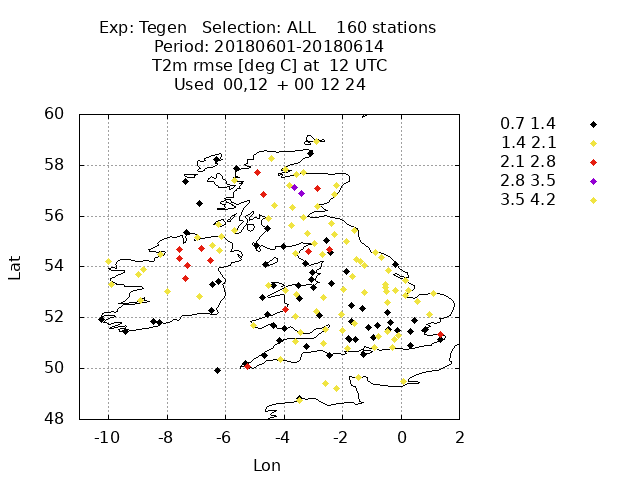 Exp: Tegen Selection: ALL 160 stations
Period: 20180601-20180614
T2m rmse [deg C] at 12 UTC
Used 00,12 + 00 12 24
0.7 1.4
1.4 2.1
2.1 2.8
2.8 3.5
3.5 4.2
60
58
56
54
52
50
48
Lat
-10 -8 -6 -4 -2 0 2
Lon